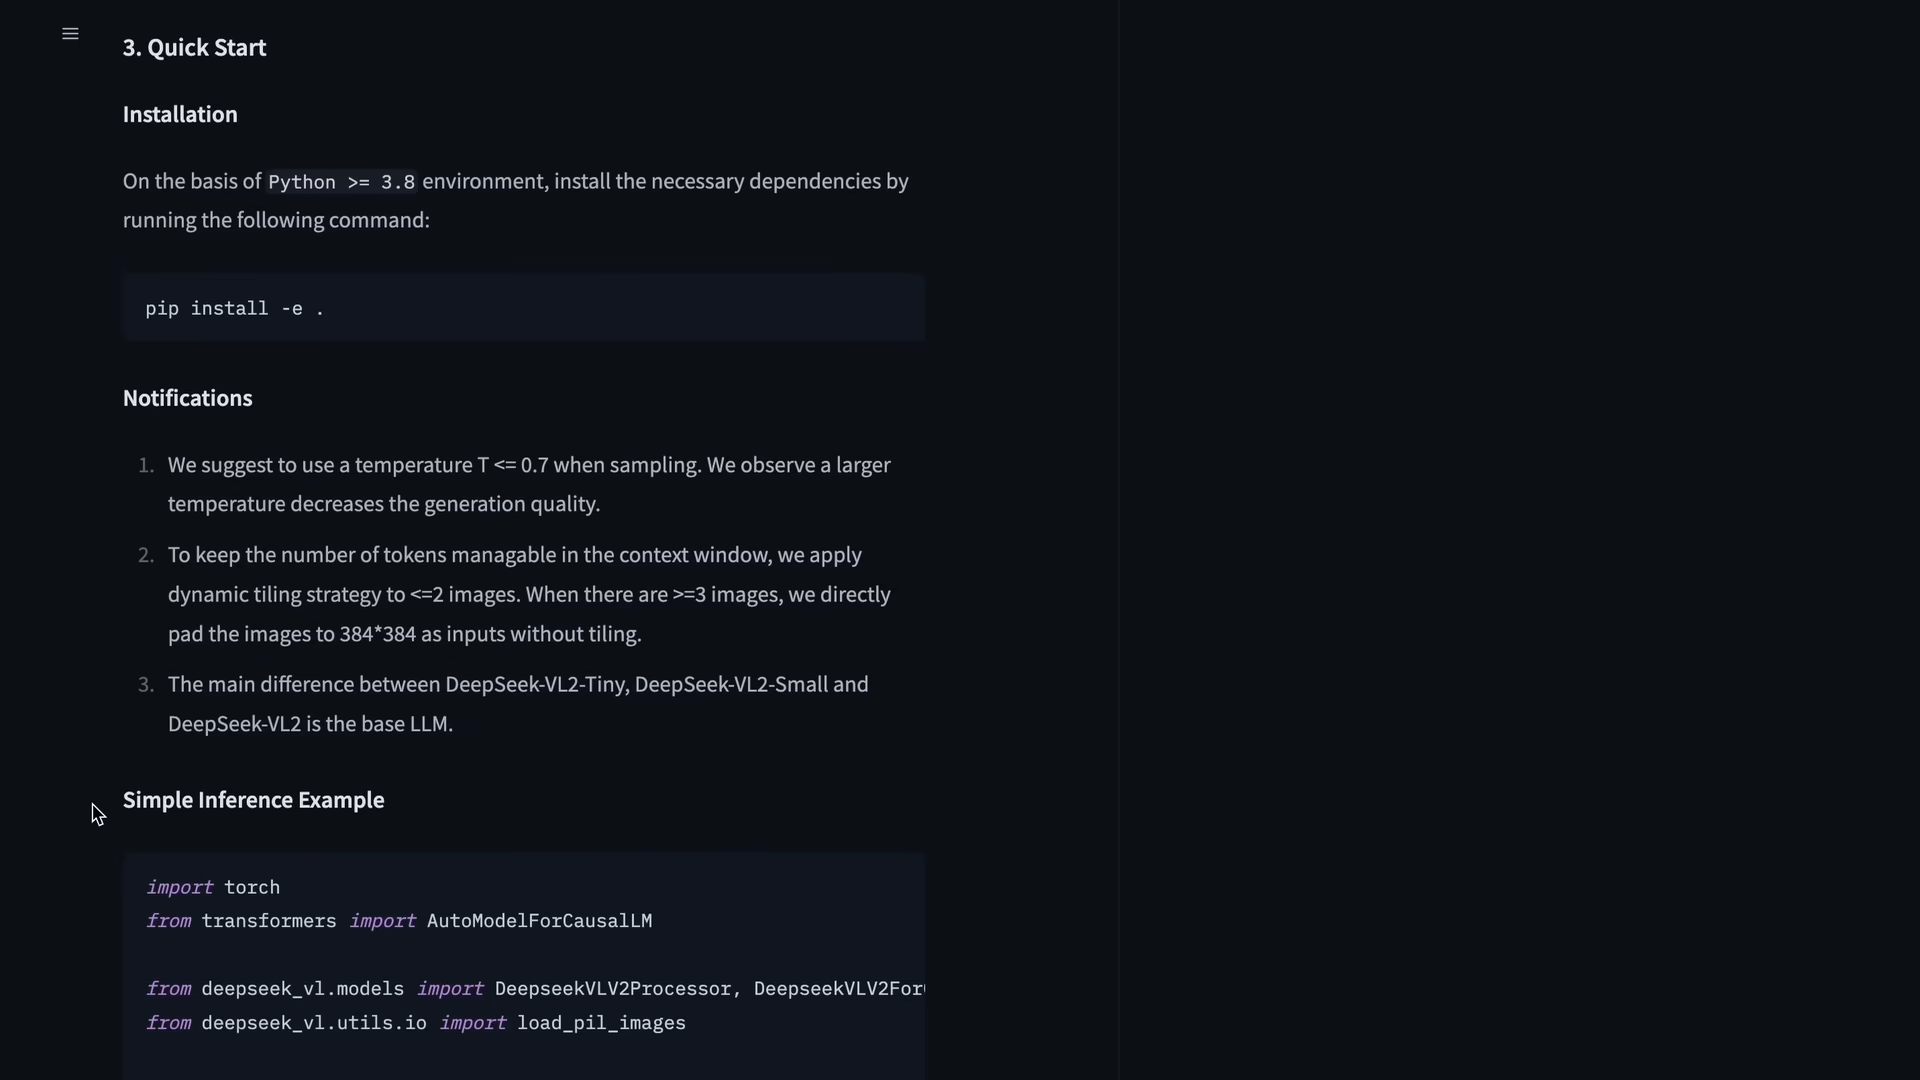 3. Quick Start
Installation
On the basis of Python >= 3.8 environment, install the necessary dependencies by
running the following command:
pip install -e .
Notifications
1. We suggest to use a temperature T <= 0.7 when sampling. We observe a larger
temperature decreases the generation quality.
2. To keep the number of tokens managable in the context window, we apply
dynamic tiling strategy to <=2 images. When there are >=3 images, we directly
pad the images to 384*384 as inputs without tiling.
3. The main difference between DeepSeek-VL2-Tiny, DeepSeek-VL2-Small and
DeepSeek-VL2 is the base LLM.
Simple Inference Example
import torch
from transformers import AutoModelForCausalLM
from deepseek_vl.models import DeepseekVLV2Processor, DeepseekVLV2For
from deepseek_vl.utils.io import load_pil_images